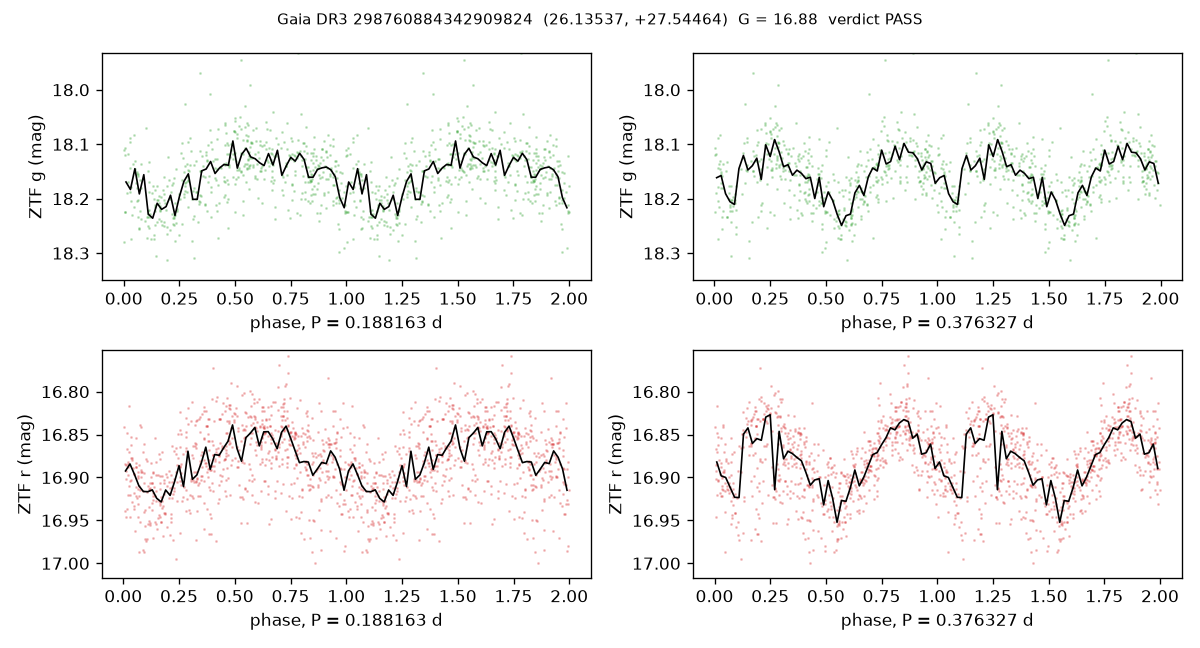 Gaia DR3 298760884342909824  (26.13537, +27.54464)  G = 16.88  verdict PASS
ZTF g (mag)
18.0
18.1
18.2
18.3
0.00 0.25 0.50 0.75 1.00 1.25 1.50 1.75 2.00
phase, P = 0.188163 d
ZTF g (mag)
18.0
18.1
18.2
18.3
0.00 0.25 0.50 0.75 1.00 1.25 1.50 1.75 2.00
phase, P = 0.376327 d
ZTF r (mag)
16.80
16.85
16.90
16.95
17.00
0.00 0.25 0.50 0.75 1.00 1.25 1.50 1.75 2.00
phase, P = 0.188163 d
ZTF r (mag)
16.80
16.85
16.90
16.95
17.00
0.00 0.25 0.50 0.75 1.00 1.25 1.50 1.75 2.00
phase, P = 0.376327 d